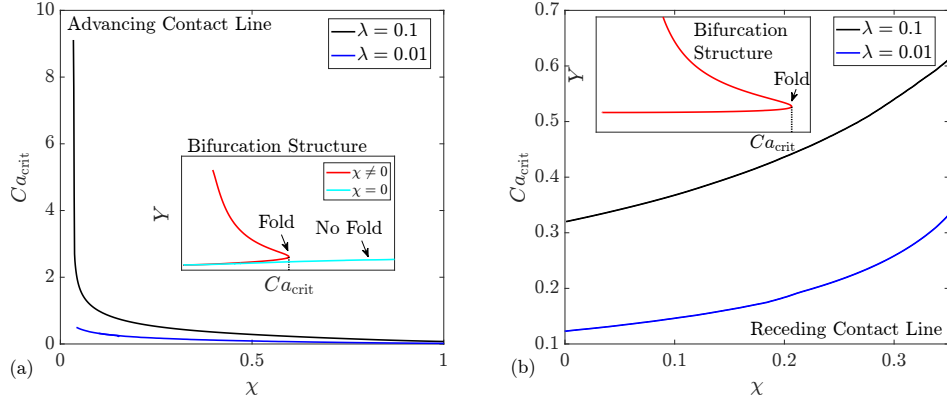 Advancing Contact Line
λ = 0.1
λ = 0.01
10
8
6
4
2
0
Ca_crit
Bifurcation Structure
χ ≠ 0
χ = 0
Y
Fold
No Fold
Ca_crit
0
0.5
1
(a)
χ
0.7
0.6
0.5
0.4
0.3
0.2
0.1
Ca_crit
Bifurcation
Structure
Y
Fold
Ca_crit
λ = 0.1
λ = 0.01
Receding Contact Line
0
0.1
0.2
0.3
(b)
χ